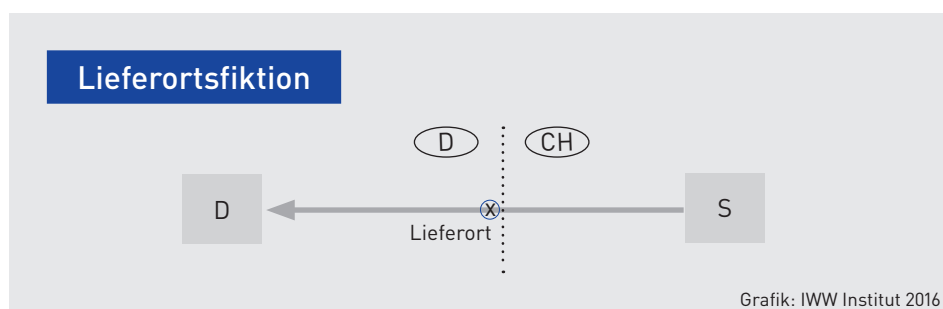 Lieferortsfiktion
D CH
D X S
Lieferort
Grafik: IWW Institut 2016